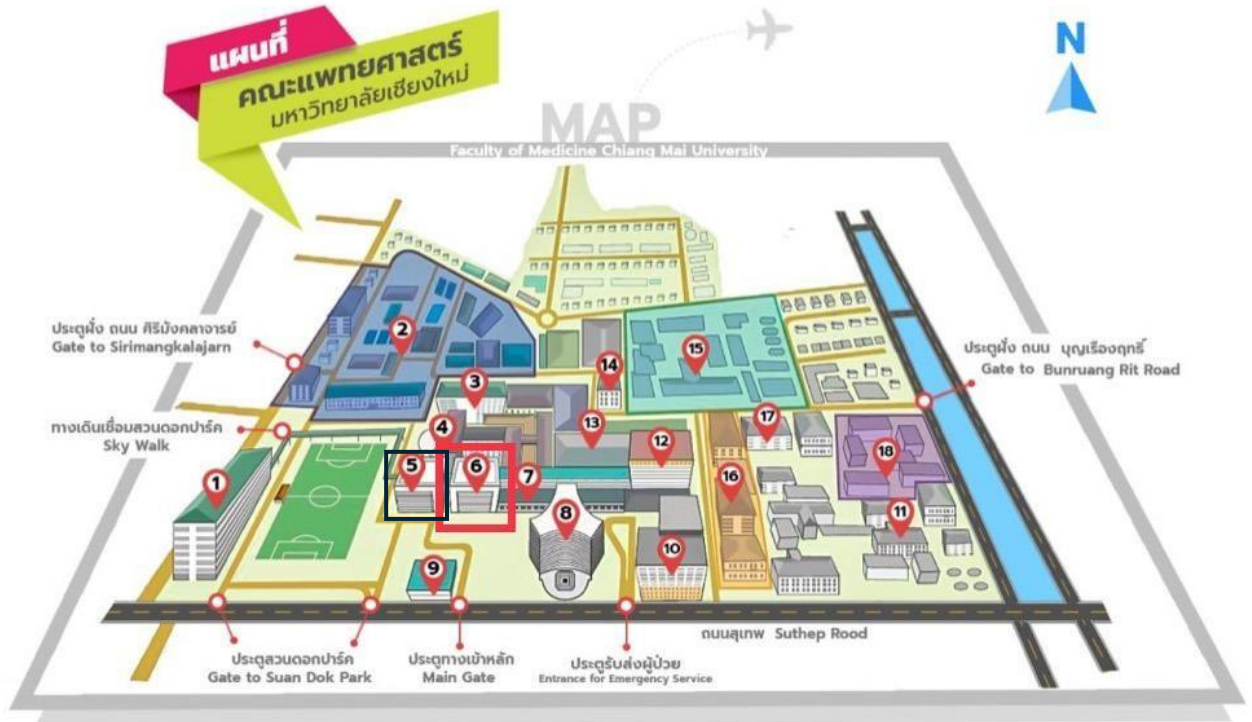 แผนที่
คณะแพทยศาสตร์
มหาวิทยาลัยเชียงใหม่
N
MAP
Faculty of Medicine Chiang Mai University
ประตูฝั่ง ถนน ศิริมังคลาจารย์
Gate to Sirimangkalajarn
ทางเดินเชื่อมสวนดอกปาร์ค
Sky Walk
ประตูฝั่ง ถนน บุญเรืองฤทธิ์
Gate to Bunruang Rit Road
2
15
14
3
17
13
4
12
18
5
6
7
16
1
8
11
10
9
ถนนสุเทพ Suthep Rood
ประตูสวนดอกปาร์ค
Gate to Suan Dok Park
ประตูทางเข้าหลัก
Main Gate
ประตูรับส่งผู้ป่วย
Entrance for Emergency Service